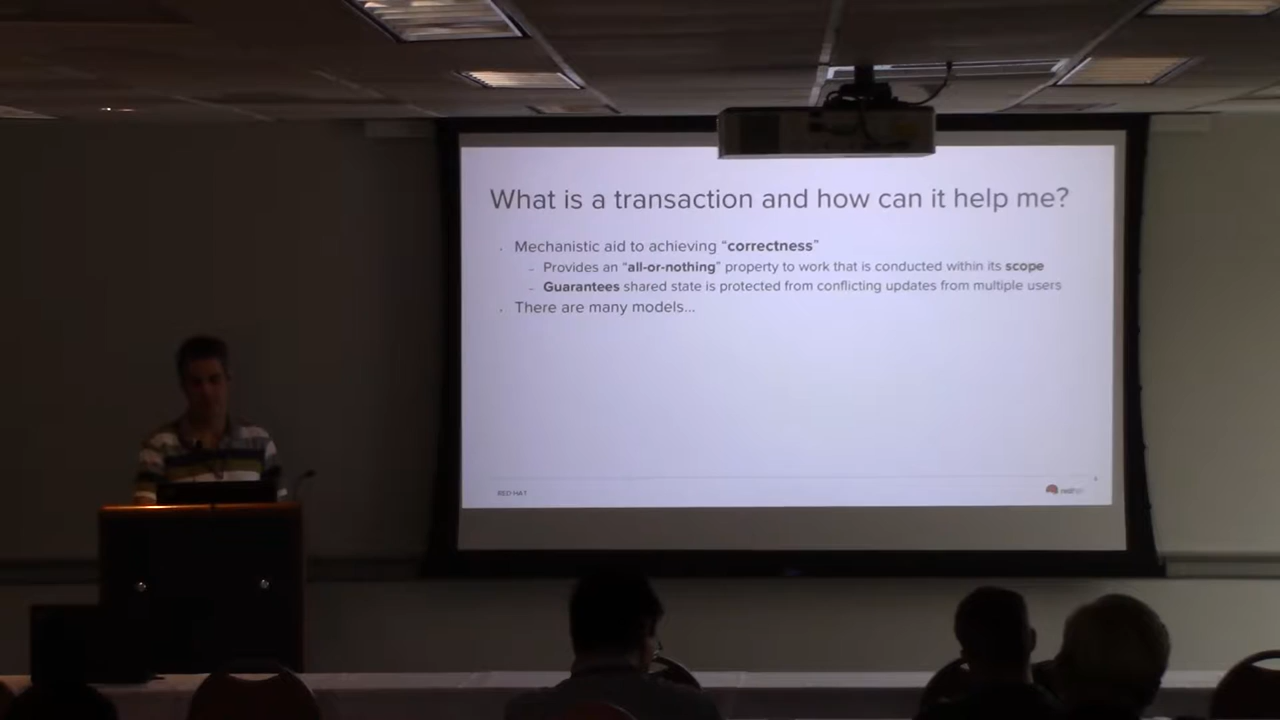 What is a transaction and how can it help me?
Mechanistic aid to achieving “correctness”
Provides an “all-or-nothing” property to work that is conducted within its scope
Guarantees shared state is protected from conflicting updates from multiple users
There are many models...
RED HAT
redhat